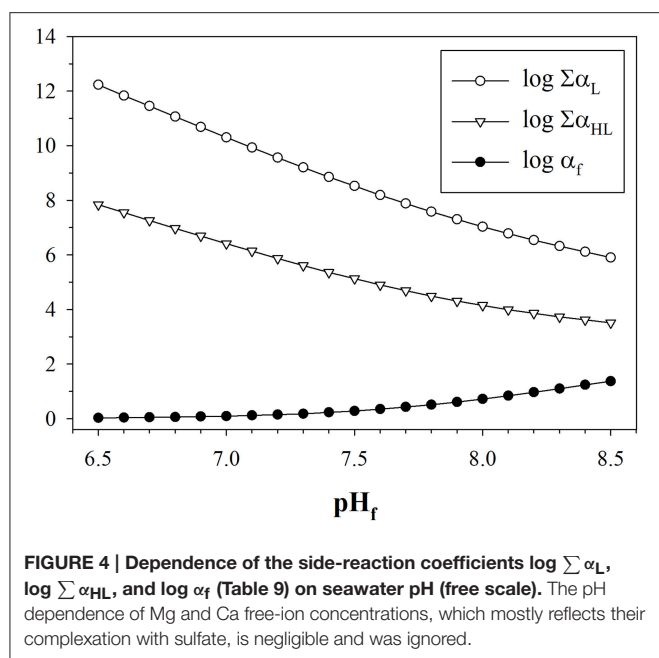 14
12
10
8
6
4
2
0
log Σα_L
log Σα_HL
log α_f
6.5 7.0 7.5 8.0 8.5
pH_f
FIGURE 4 | Dependence of the side-reaction coefficients log ∑ α_L,
log ∑ α_HL, and log α_f (Table 9) on seawater pH (free scale). The pH
dependence of Mg and Ca free-ion concentrations, which mostly reflects their
complexation with sulfate, is negligible and was ignored.